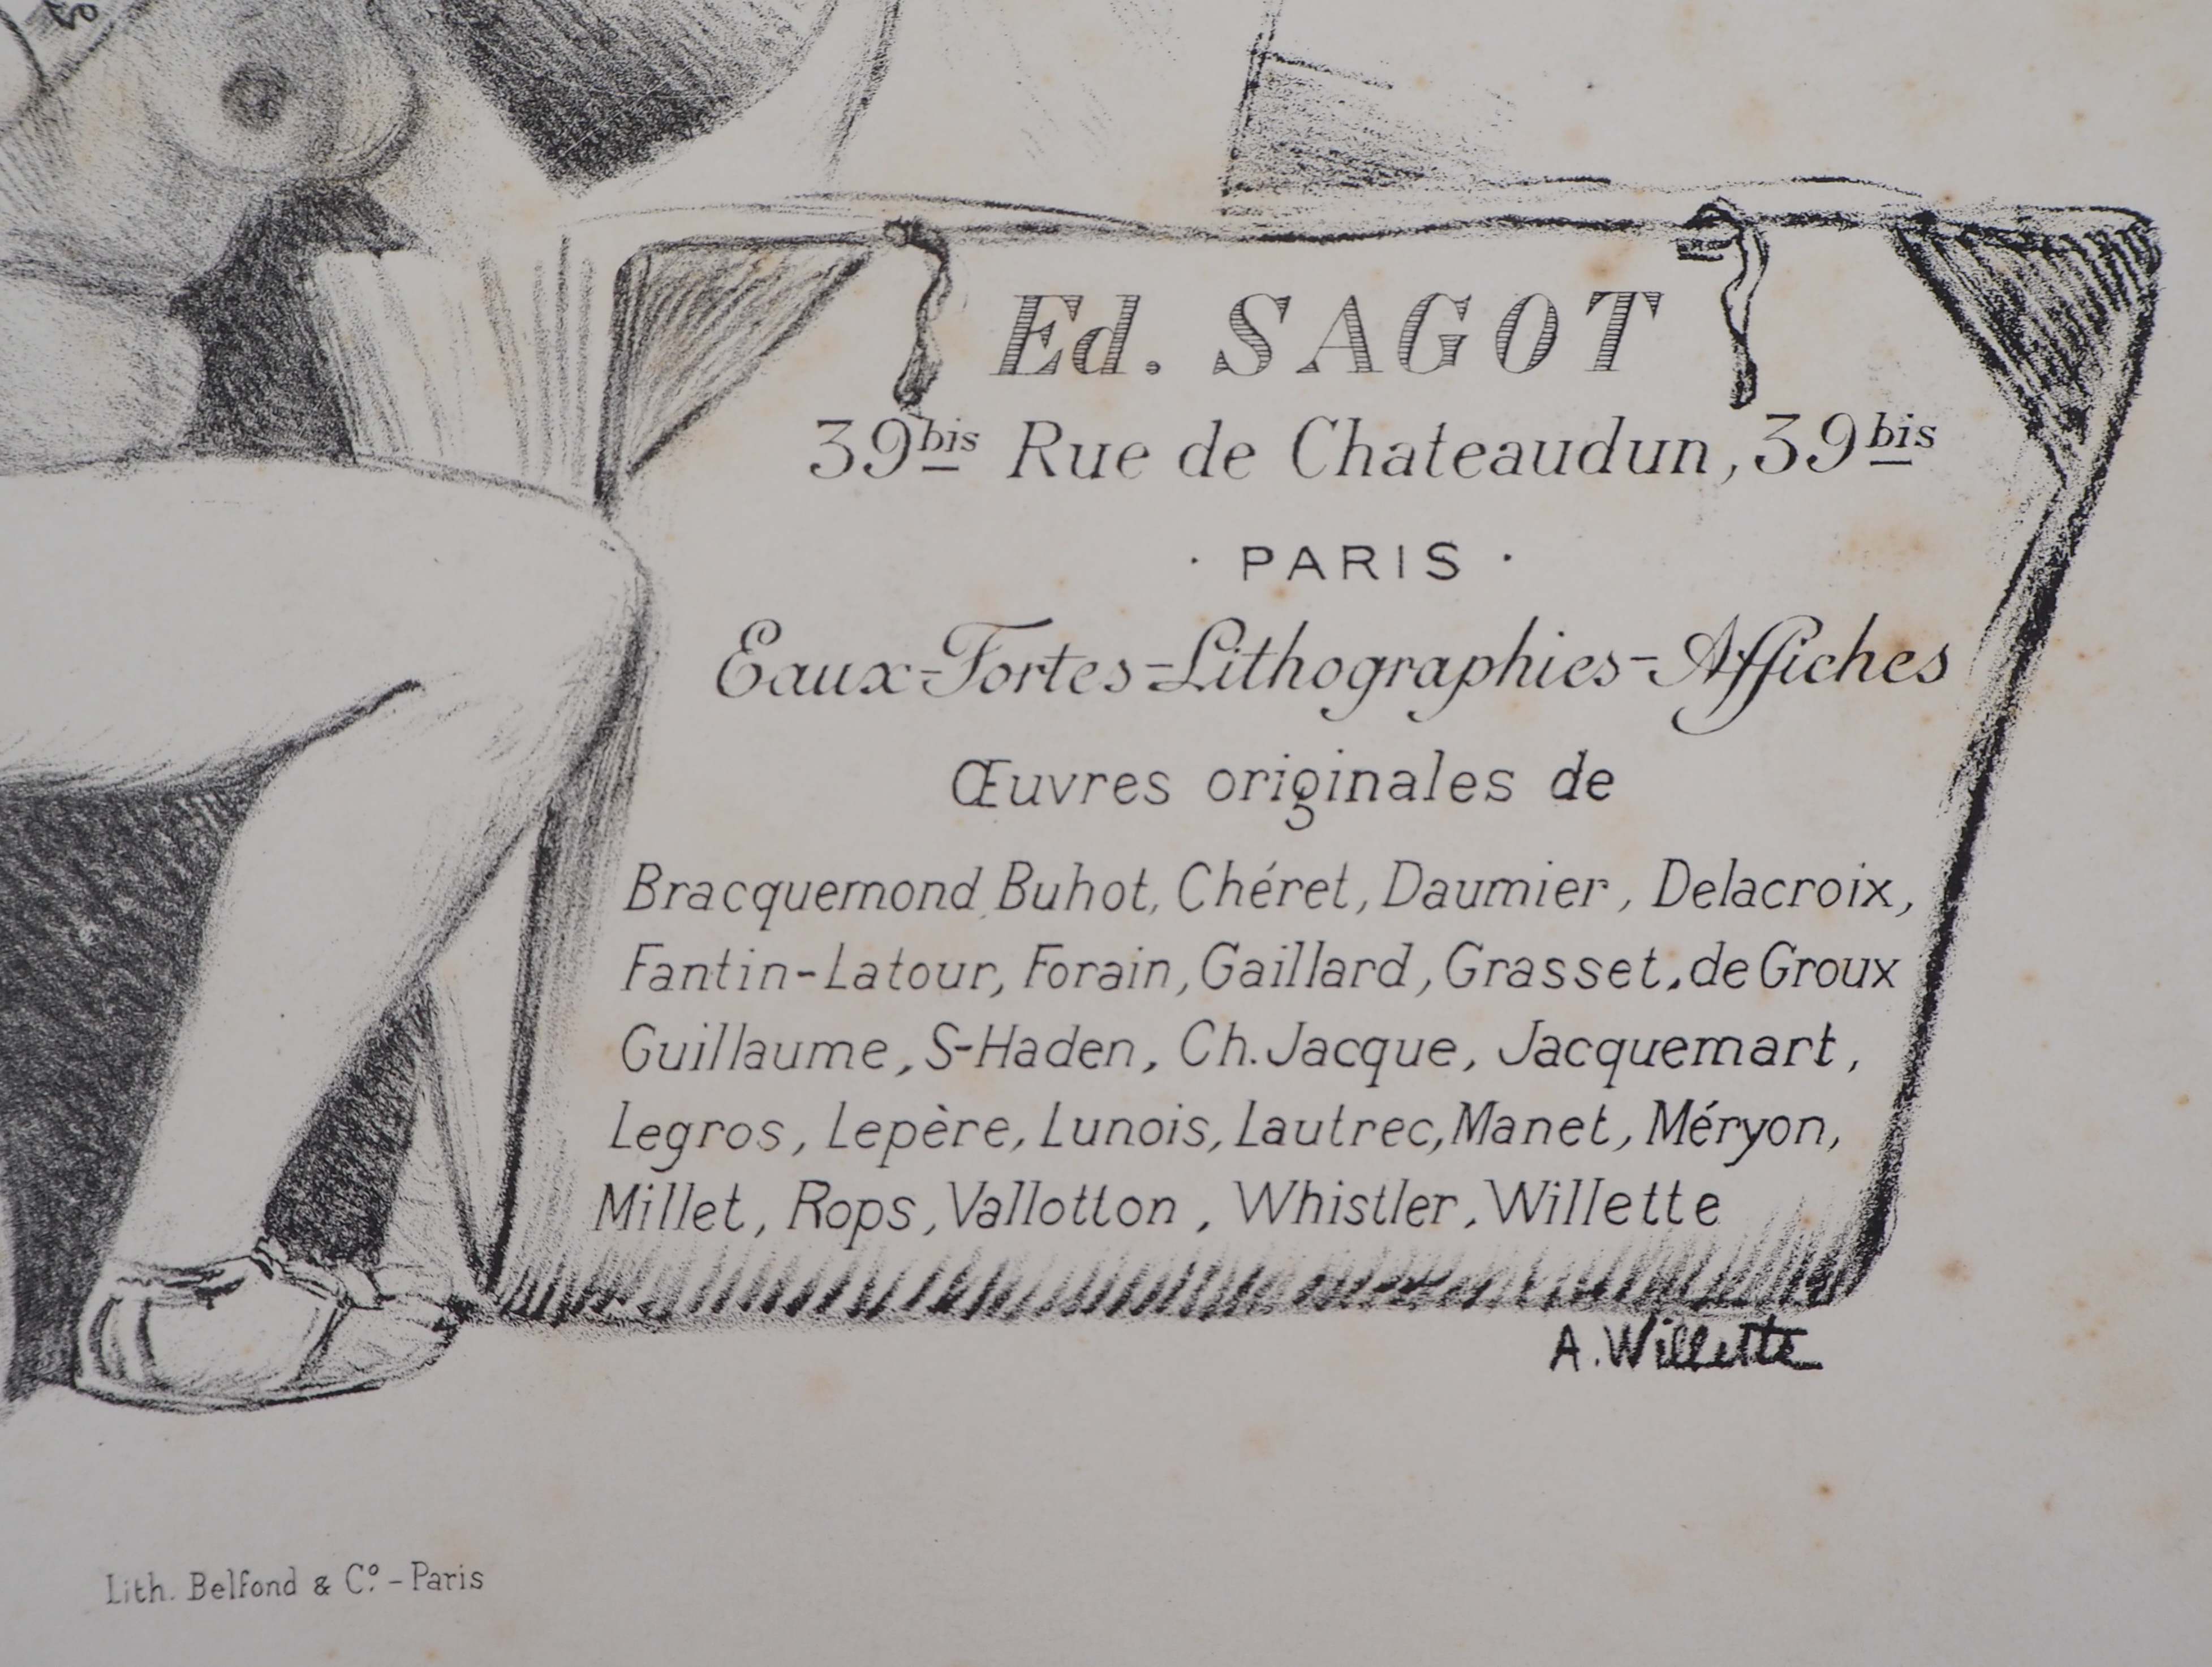 Ed. SAGOT
39bis Rue de Chateaudun, 39bis
· PARIS ·
Eaux-Fortes-Lithographies-Affiches
Œuvres originales de
Bracquemond, Buhot, Chéret, Daumier, Delacroix,
Fantin-Latour, Forain, Gaillard, Grasset, de Groux
Guillaume, S-Haden, Ch. Jacque, Jacquemart,
Legros, Lepère, Lunois, Lautrec, Manet, Méryon,
Millet, Rops, Vallotton, Whistler, Willette
A. Willette
Lith. Belfond & Cº. - Paris